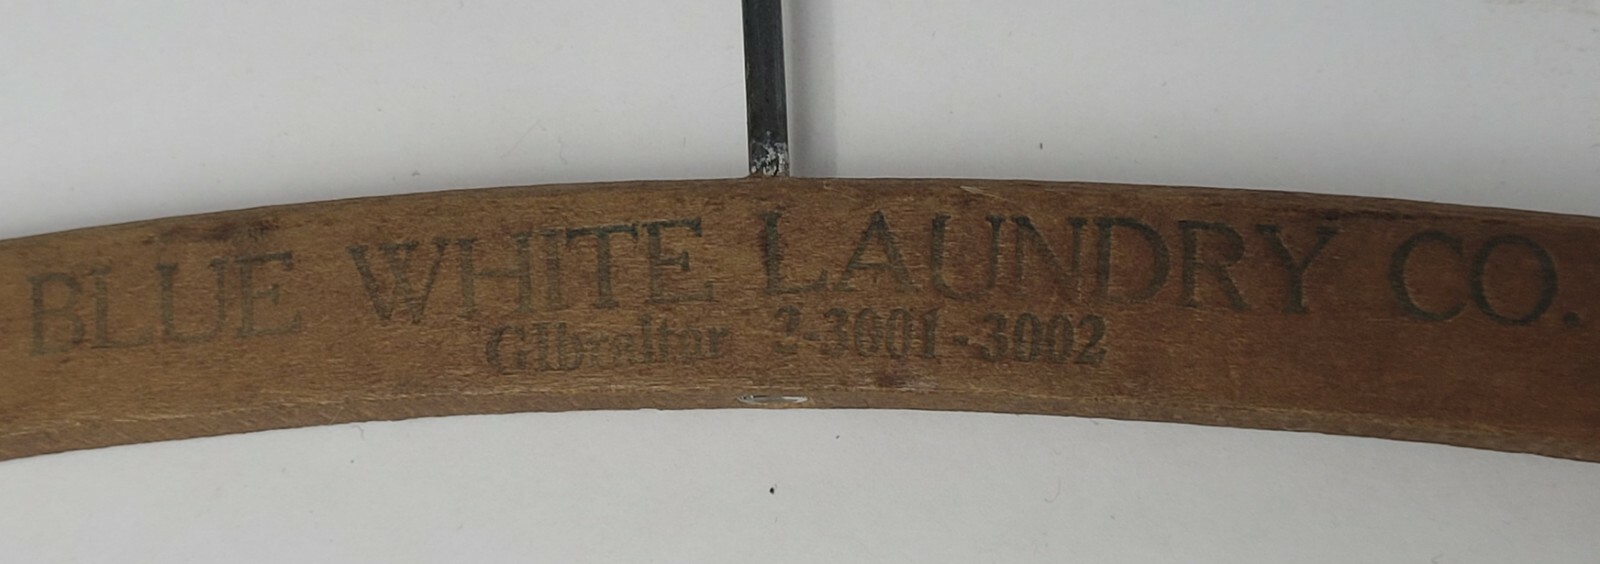 BLUE WHITE LAUNDRY CO.
Gibraltar 2-3001-3002